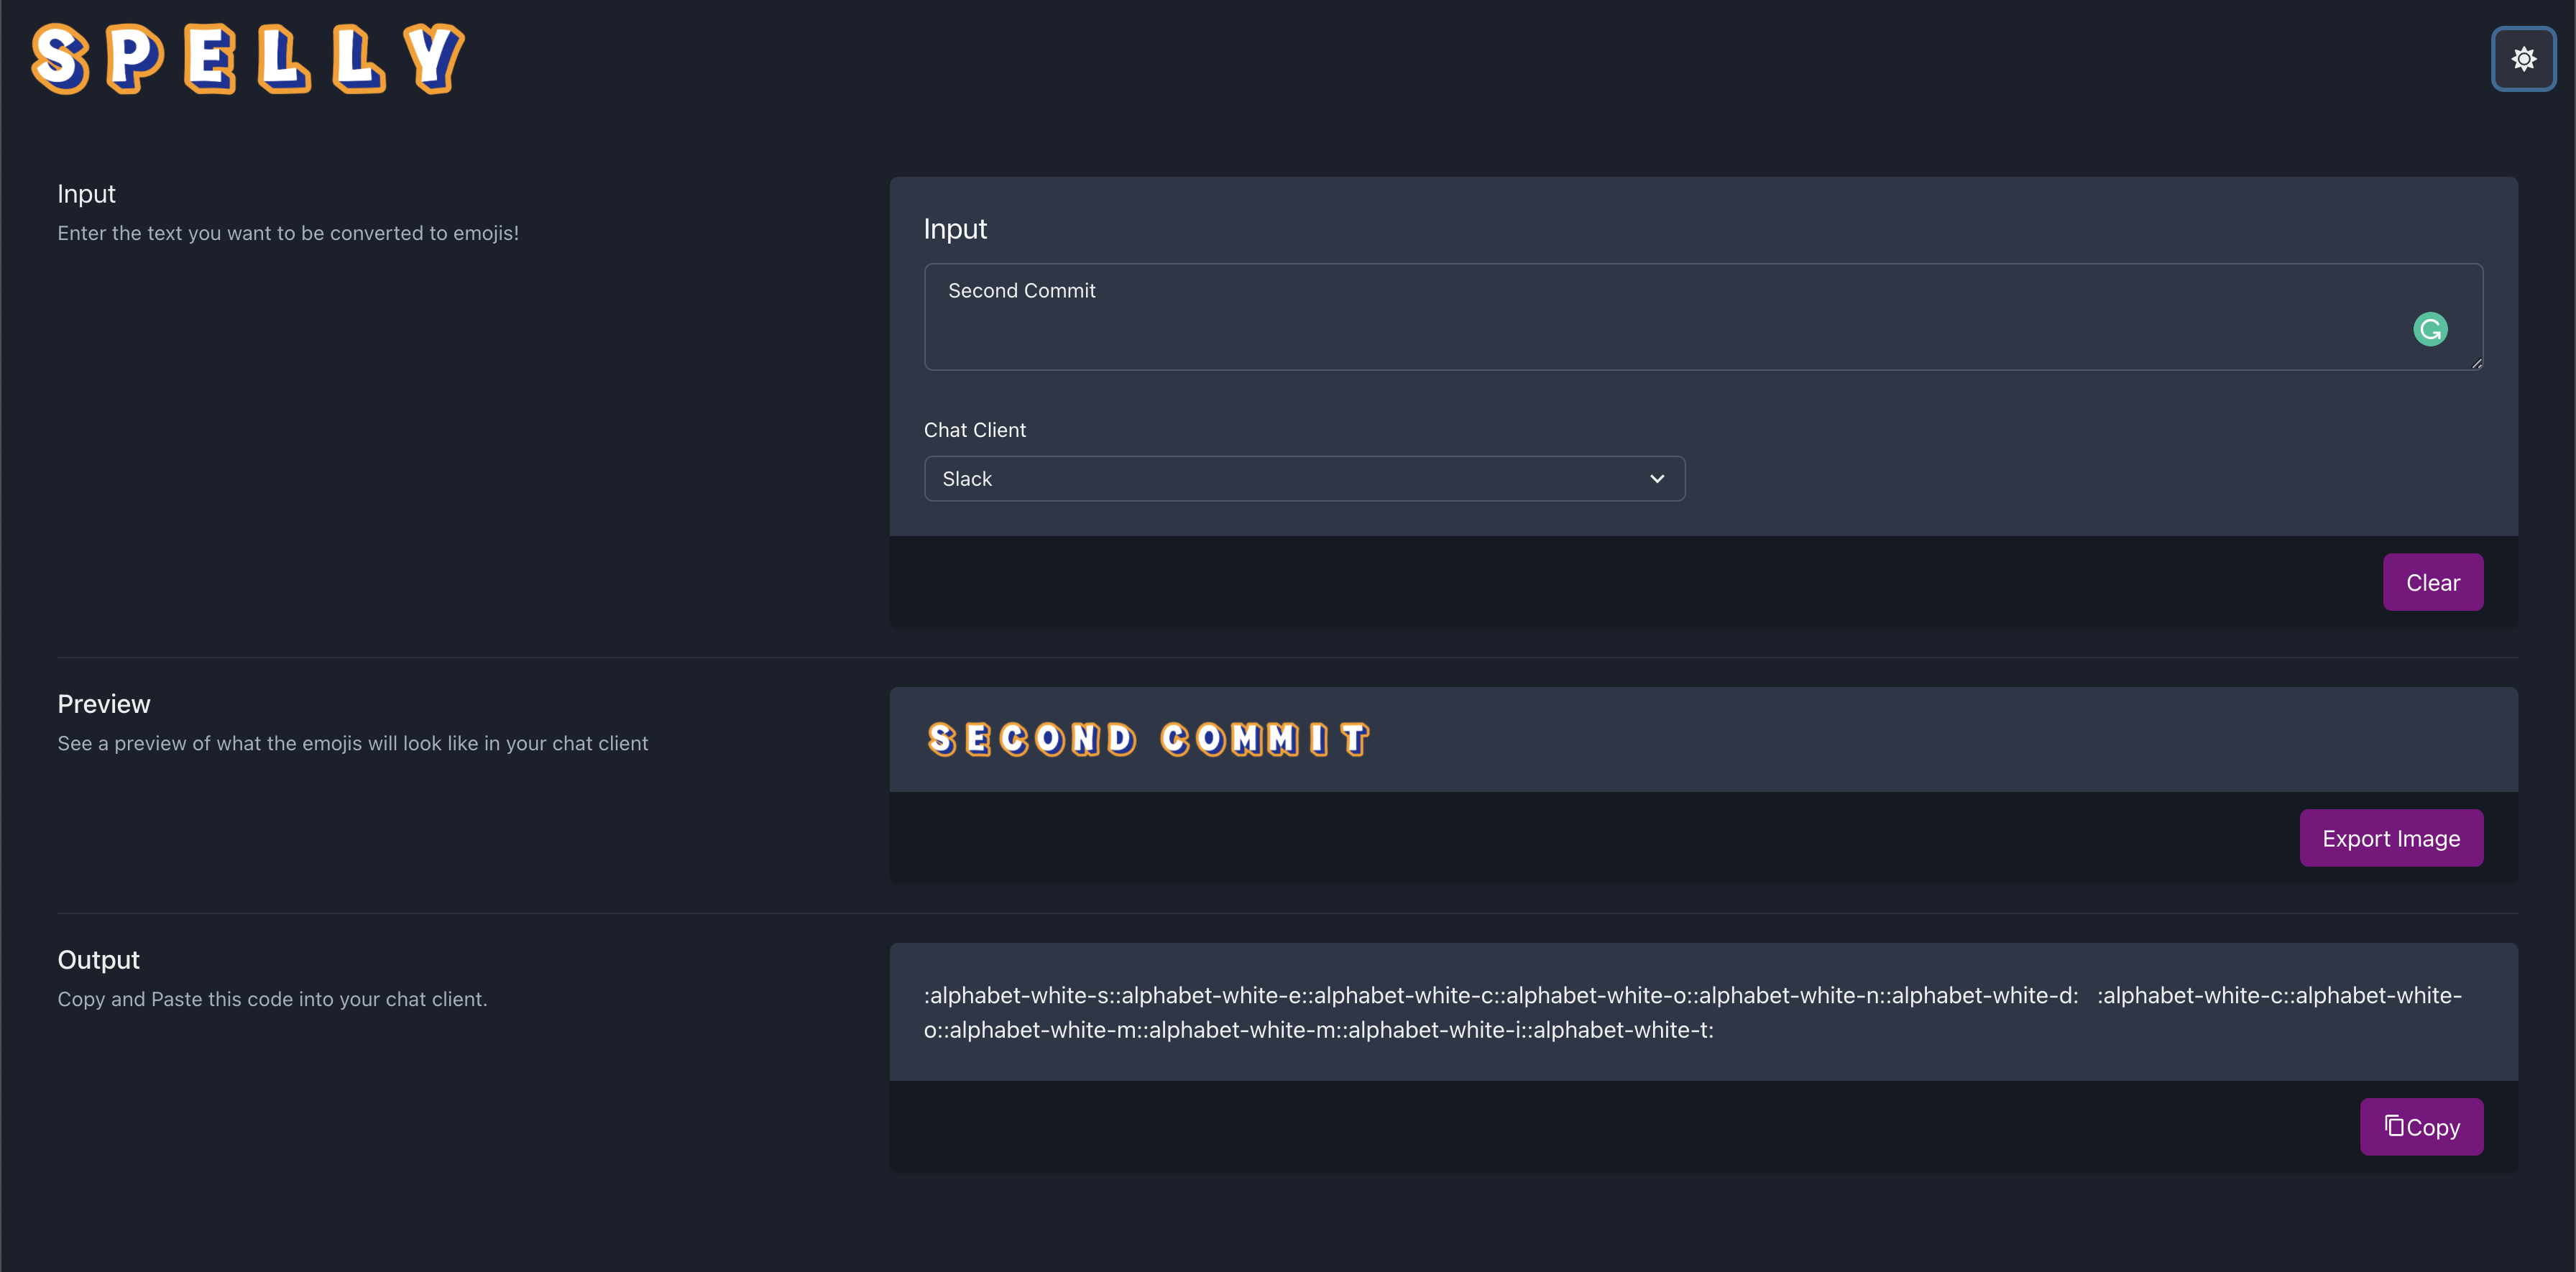 SPELLY
Input
Enter the text you want to be converted to emojis!
Input
Second Commit
Chat Client
Slack
Clear
Preview
See a preview of what the emojis will look like in your chat client
SECOND COMMIT
Export Image
Output
Copy and Paste this code into your chat client.
:alphabet-white-s::alphabet-white-e::alphabet-white-c::alphabet-white-o::alphabet-white-n::alphabet-white-d:   :alphabet-white-c::alphabet-white-
o::alphabet-white-m::alphabet-white-m::alphabet-white-i::alphabet-white-t:
Copy